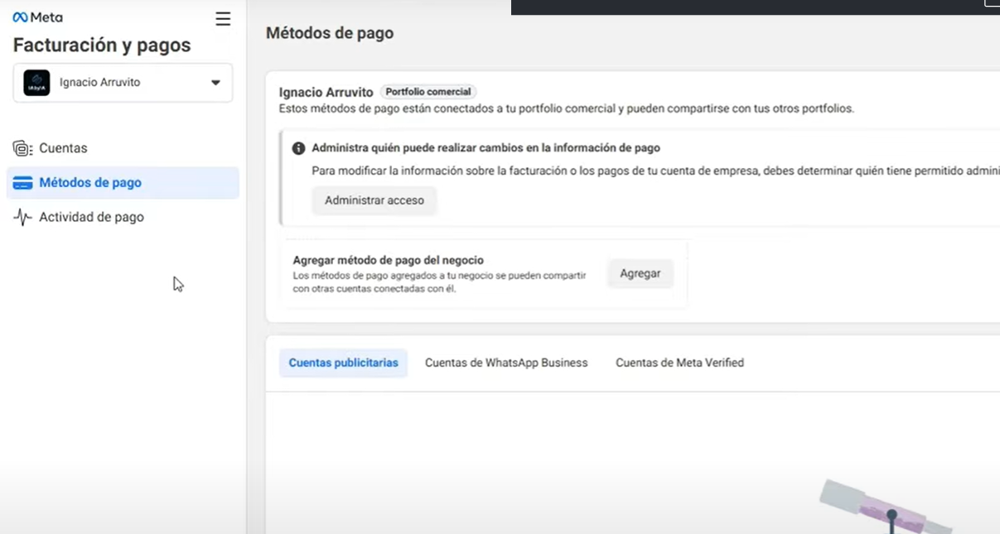 Meta
Facturación y pagos
Ignacio Arruvito
Cuentas
Métodos de pago
Actividad de pago
Métodos de pago
Ignacio Arruvito Portfolio comercial
Estos métodos de pago están conectados a tu portfolio comercial y pueden compartirse con tus otros portfolios.
Administra quién puede realizar cambios en la información de pago
Para modificar la información sobre la facturación o los pagos de tu cuenta de empresa, debes determinar quién tiene permitido admini
Administrar acceso
Agregar método de pago del negocio
Los métodos de pago agregados a tu negocio se pueden compartir
con otras cuentas conectadas con él.
Agregar
Cuentas publicitarias Cuentas de WhatsApp Business Cuentas de Meta Verified